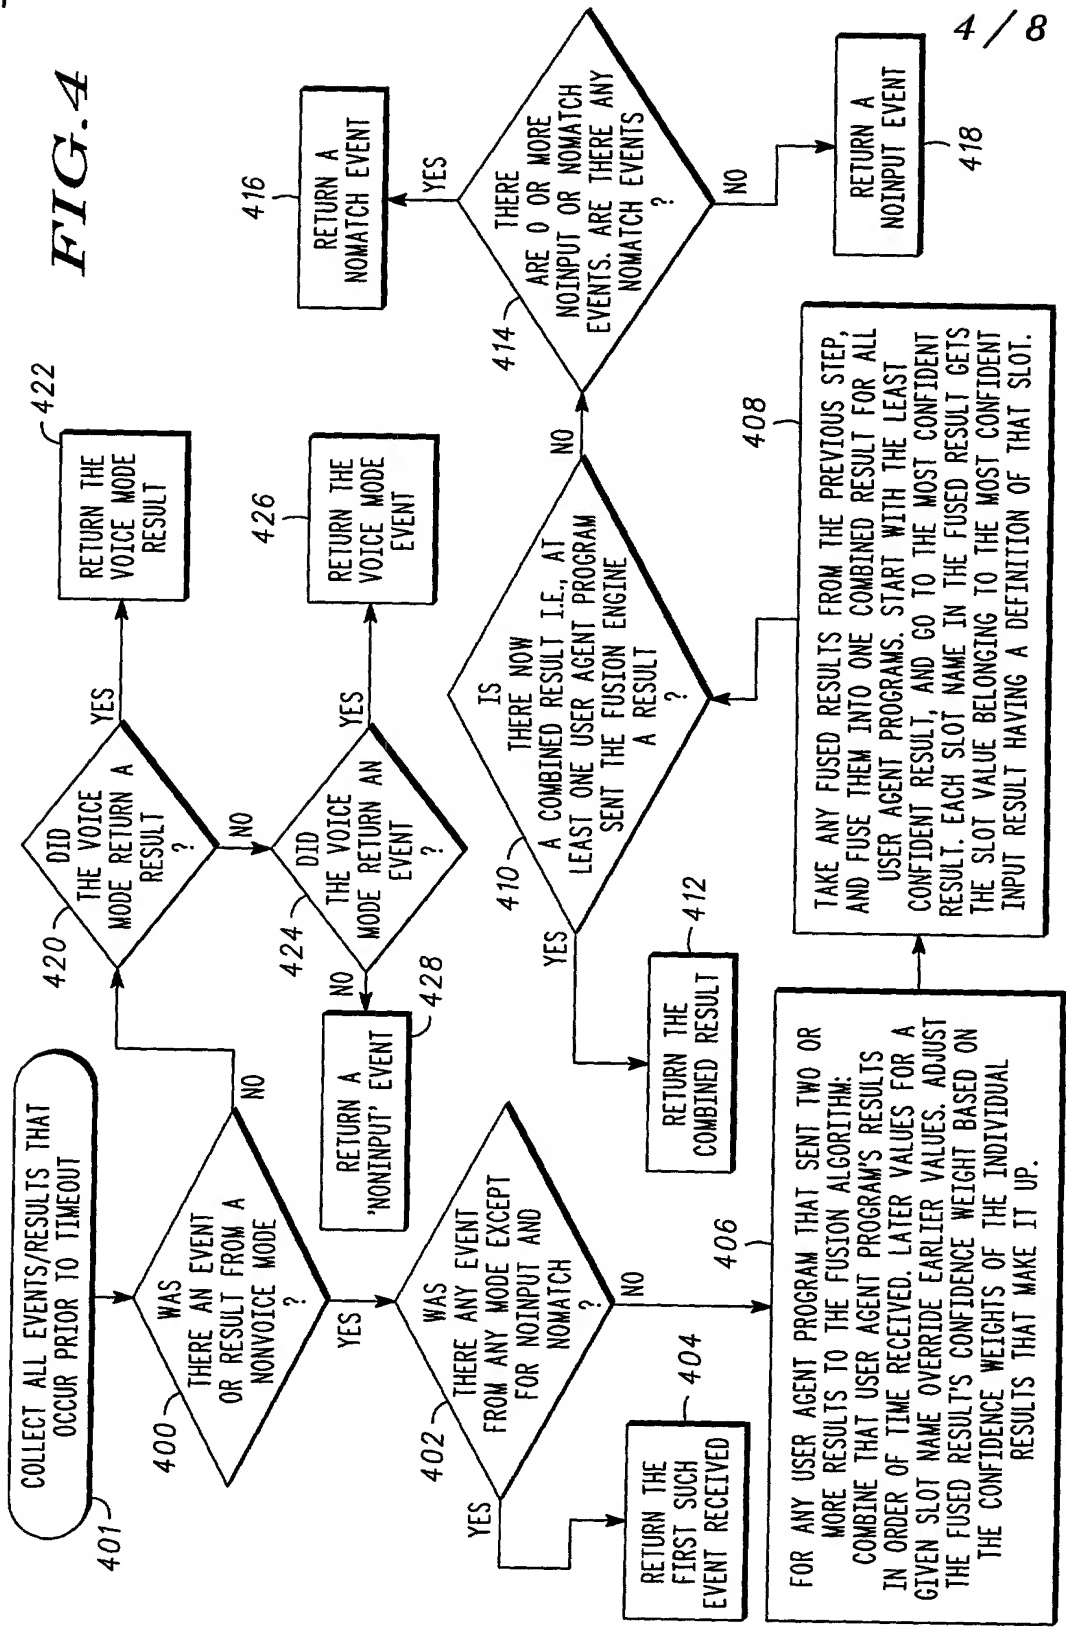 4 / 8
FIG.4
COLLECT ALL EVENTS/RESULTS THAT
OCCUR PRIOR TO TIMEOUT
401
WAS
THERE AN EVENT
OR RESULT FROM A
NONVOICE MODE
?
400
NO
YES
DID
THE VOICE
MODE RETURN A
RESULT
?
420
YES
NO
RETURN THE
VOICE MODE
RESULT
422
DID
THE VOICE
MODE RETURN AN
EVENT
?
424
YES
NO
RETURN THE
VOICE MODE
EVENT
426
RETURN A
'NONINPUT' EVENT
428
WAS
THERE ANY EVENT
FROM ANY MODE EXCEPT
FOR NOINPUT AND
NOMATCH
?
402
YES
NO
RETURN THE
FIRST SUCH
EVENT RECEIVED
404
FOR ANY USER AGENT PROGRAM THAT SENT TWO OR
MORE RESULTS TO THE FUSION ALGORITHM:
COMBINE THAT USER AGENT PROGRAM'S RESULTS
IN ORDER OF TIME RECEIVED. LATER VALUES FOR A
GIVEN SLOT NAME OVERRIDE EARLIER VALUES. ADJUST
THE FUSED RESULT'S CONFIDENCE WEIGHT BASED ON
THE CONFIDENCE WEIGHTS OF THE INDIVIDUAL
RESULTS THAT MAKE IT UP.
406
TAKE ANY FUSED RESULTS FROM THE PREVIOUS STEP,
AND FUSE THEM INTO ONE COMBINED RESULT FOR ALL
USER AGENT PROGRAMS. START WITH THE LEAST
CONFIDENT RESULT, AND GO TO THE MOST CONFIDENT
RESULT. EACH SLOT NAME IN THE FUSED RESULT GETS
THE SLOT VALUE BELONGING TO THE MOST CONFIDENT
INPUT RESULT HAVING A DEFINITION OF THAT SLOT.
408
IS
THERE NOW
A COMBINED RESULT I.E., AT
LEAST ONE USER AGENT PROGRAM
SENT THE FUSION ENGINE
A RESULT
?
410
YES
NO
RETURN THE
COMBINED RESULT
412
THERE
ARE 0 OR MORE
NOINPUT OR NOMATCH
EVENTS. ARE THERE ANY
NOMATCH EVENTS
?
414
YES
NO
RETURN A
NOMATCH EVENT
416
RETURN A
NOINPUT EVENT
418